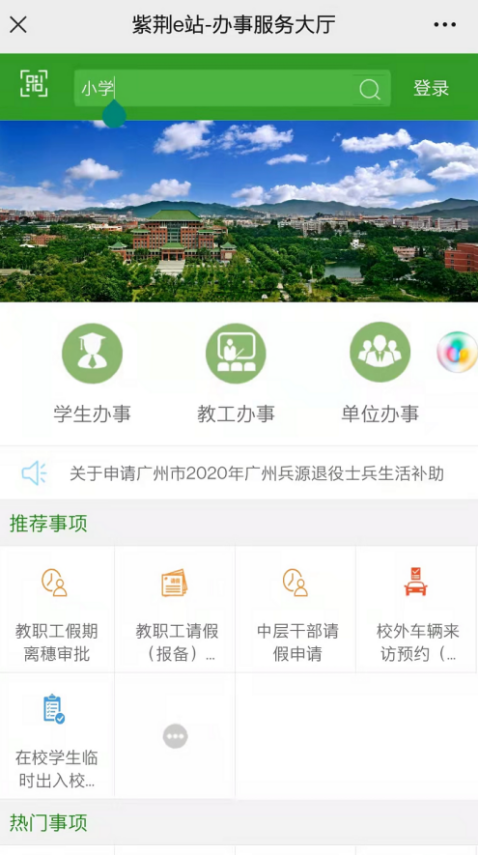 紫荆e站-办事服务大厅
小学
登录
学生办事
教工办事
单位办事
关于申请广州市2020年广州兵源退役士兵生活补助
推荐事项
教职工假期
离穗审批
教职工请假
（报备）...
中层干部请
假申请
校外车辆来
访预约（...
在校学生临
时出入校...
热门事项